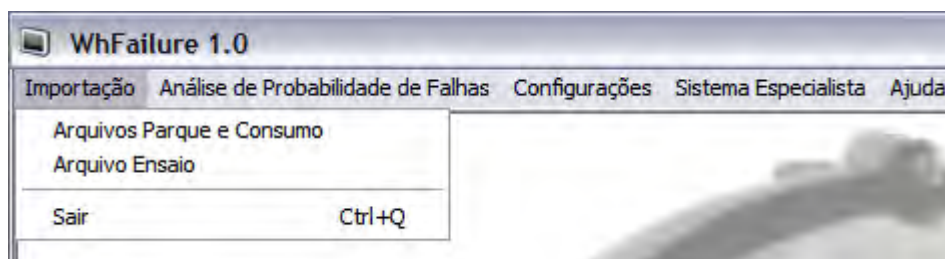 WhFailure 1.0
Importação Análise de Probabilidade de Falhas Configurações Sistema Especialista Ajuda
Arquivos Parque e Consumo
Arquivo Ensaio
Sair Ctrl+Q